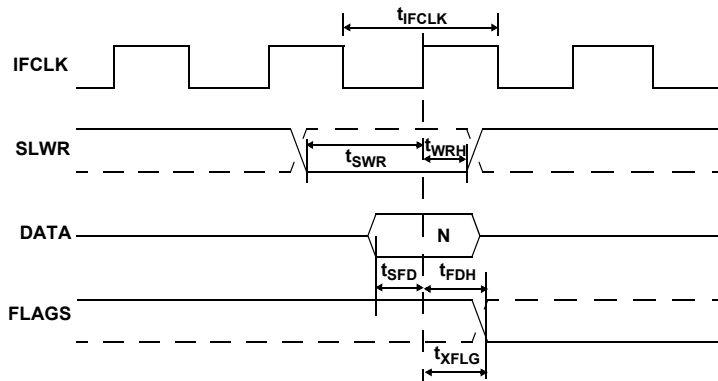 tIFCLK
IFCLK
SLWR
tSWR
tWRH
DATA
N
tSFD
tFDH
FLAGS
tXFLG